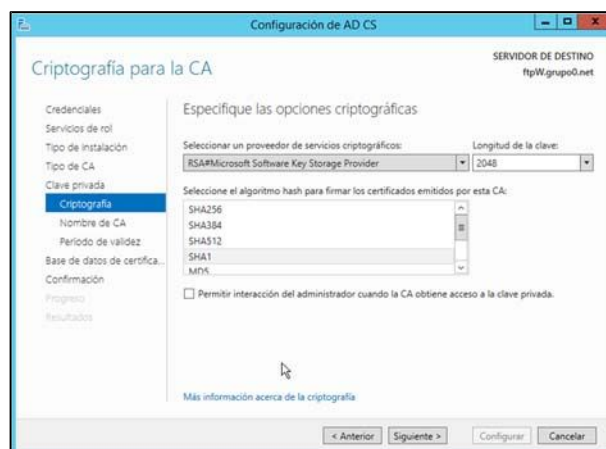 Configuración de AD CS
SERVIDOR DE DESTINO
ftpW.grupo0.net
Criptografía para la CA
Credenciales
Servicios de rol
Tipo de instalación
Tipo de CA
Clave privada
Criptografía
Nombre de CA
Período de validez
Base de datos de certifica...
Confirmación
Progreso
Resultados
Especifique las opciones criptográficas
Seleccionar un proveedor de servicios criptográficos:
Longitud de la clave:
RSA#Microsoft Software Key Storage Provider
2048
Seleccione el algoritmo hash para firmar los certificados emitidos por esta CA:
SHA256
SHA384
SHA512
SHA1
MD5
Permitir interacción del administrador cuando la CA obtiene acceso a la clave privada.
Más información acerca de la criptografía
< Anterior
Siguiente >
Configurar
Cancelar